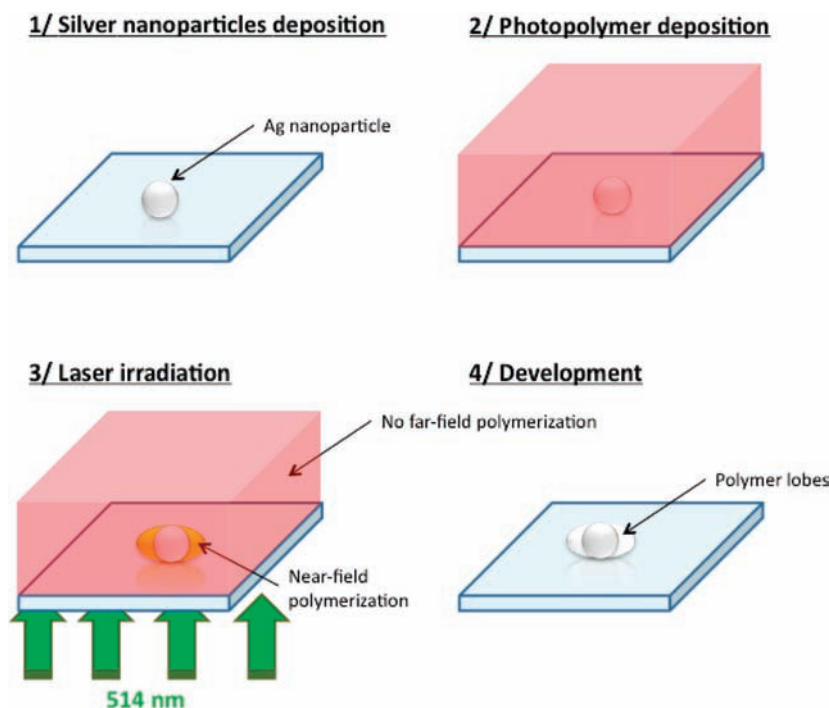 1/ Silver nanoparticles deposition
Ag nanoparticle
2/ Photopolymer deposition
3/ Laser irradiation
No far-field polymerization
Near-field
polymerization
514 nm
4/ Development
Polymer lobes